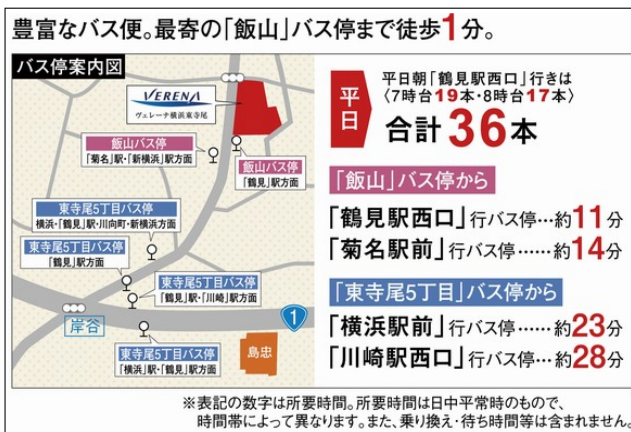 豊富なバス便。最寄の「飯山」バス停まで徒歩1分。
バス停案内図
VERENA
ヴェレーナ横浜東寺尾
飯山バス停
「菊名」駅・「新横浜」駅方面
飯山バス停
「鶴見」駅方面
東寺尾5丁目バス停
横浜・「鶴見」駅・川向町・新横浜方面
東寺尾5丁目バス停
「鶴見」駅方面
東寺尾5丁目バス停
「鶴見」駅・「川崎」駅方面
岸谷
1
東寺尾5丁目バス停
「横浜」駅・「鶴見」駅方面
島忠
平日
平日朝「鶴見駅西口」行きは
〈7時台19本・8時台17本〉
合計36本
「飯山」バス停から
「鶴見駅西口」行バス停…約11分
「菊名駅前」行バス停……約14分
「東寺尾5丁目」バス停から
「横浜駅前」行バス停……約23分
「川崎駅西口」行バス停…約28分
※表記の数字は所要時間。所要時間は日中平常時のもので、
時間帯によって異なります。また、乗り換え・待ち時間等は含まれません。